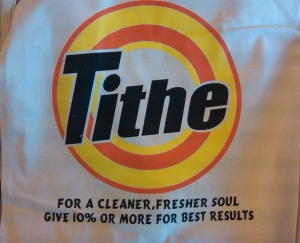 Tithe
FOR A CLEANER, FRESHER SOUL
GIVE 10% OR MORE FOR BEST RESULTS